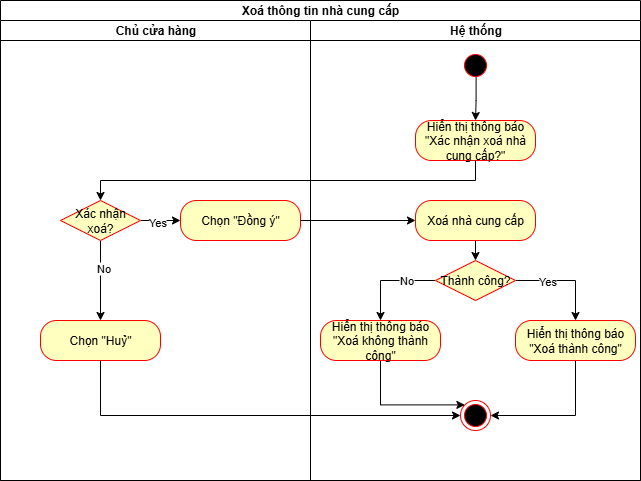 Xoá thông tin nhà cung cấp
Chủ cửa hàng
Hệ thống
Hiển thị thông báo
"Xác nhận xoá nhà
cung cấp?"
Xác nhận
xoá?
Yes
Chọn "Đồng ý"
Xoá nhà cung cấp
No
Thành công?
No
Yes
Chọn "Huỷ"
Hiển thị thông báo
"Xoá không thành
công"
Hiển thị thông báo
"Xoá thành công"